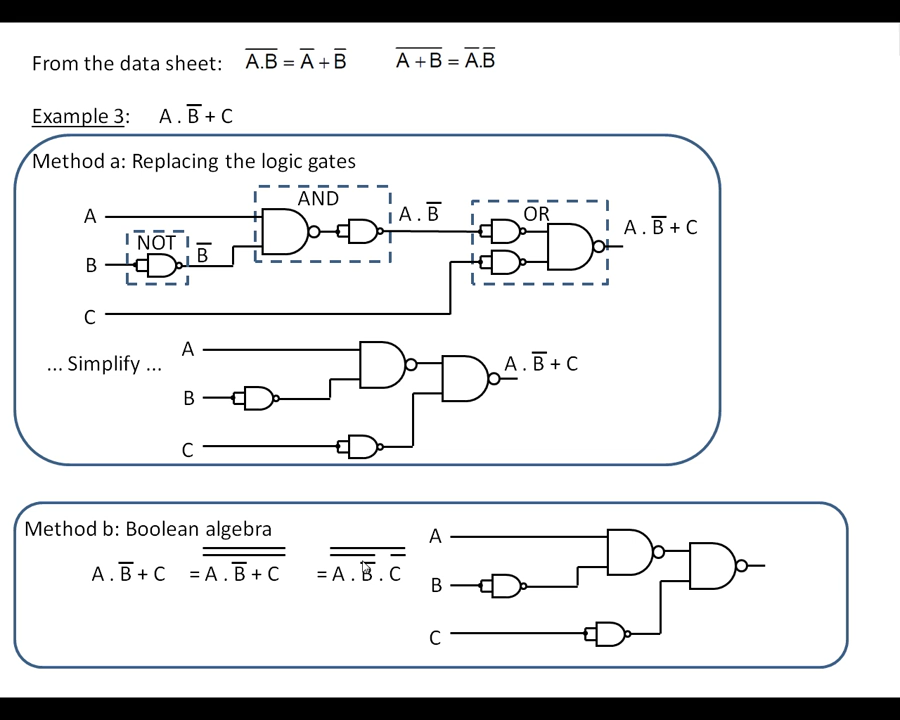 From the data sheet: A̅.̅B̅ = A̅ + B̅ A̅ ̅+̅ ̅B̅ = A̅.B̅
Example 3: A . B̅ + C
Method a: Replacing the logic gates
AND
A
A . B̅
OR
A . B̅ + C
NOT
B̅
B
C
... Simplify ...
A
A . B̅ + C
B
C
Method b: Boolean algebra
A . B̅ + C = A̿ ̿.̿ ̿B̿̅ ̿+̿ ̿C̿ = A̅ ̅.̅ ̅B̿ . C̅
A
B
C